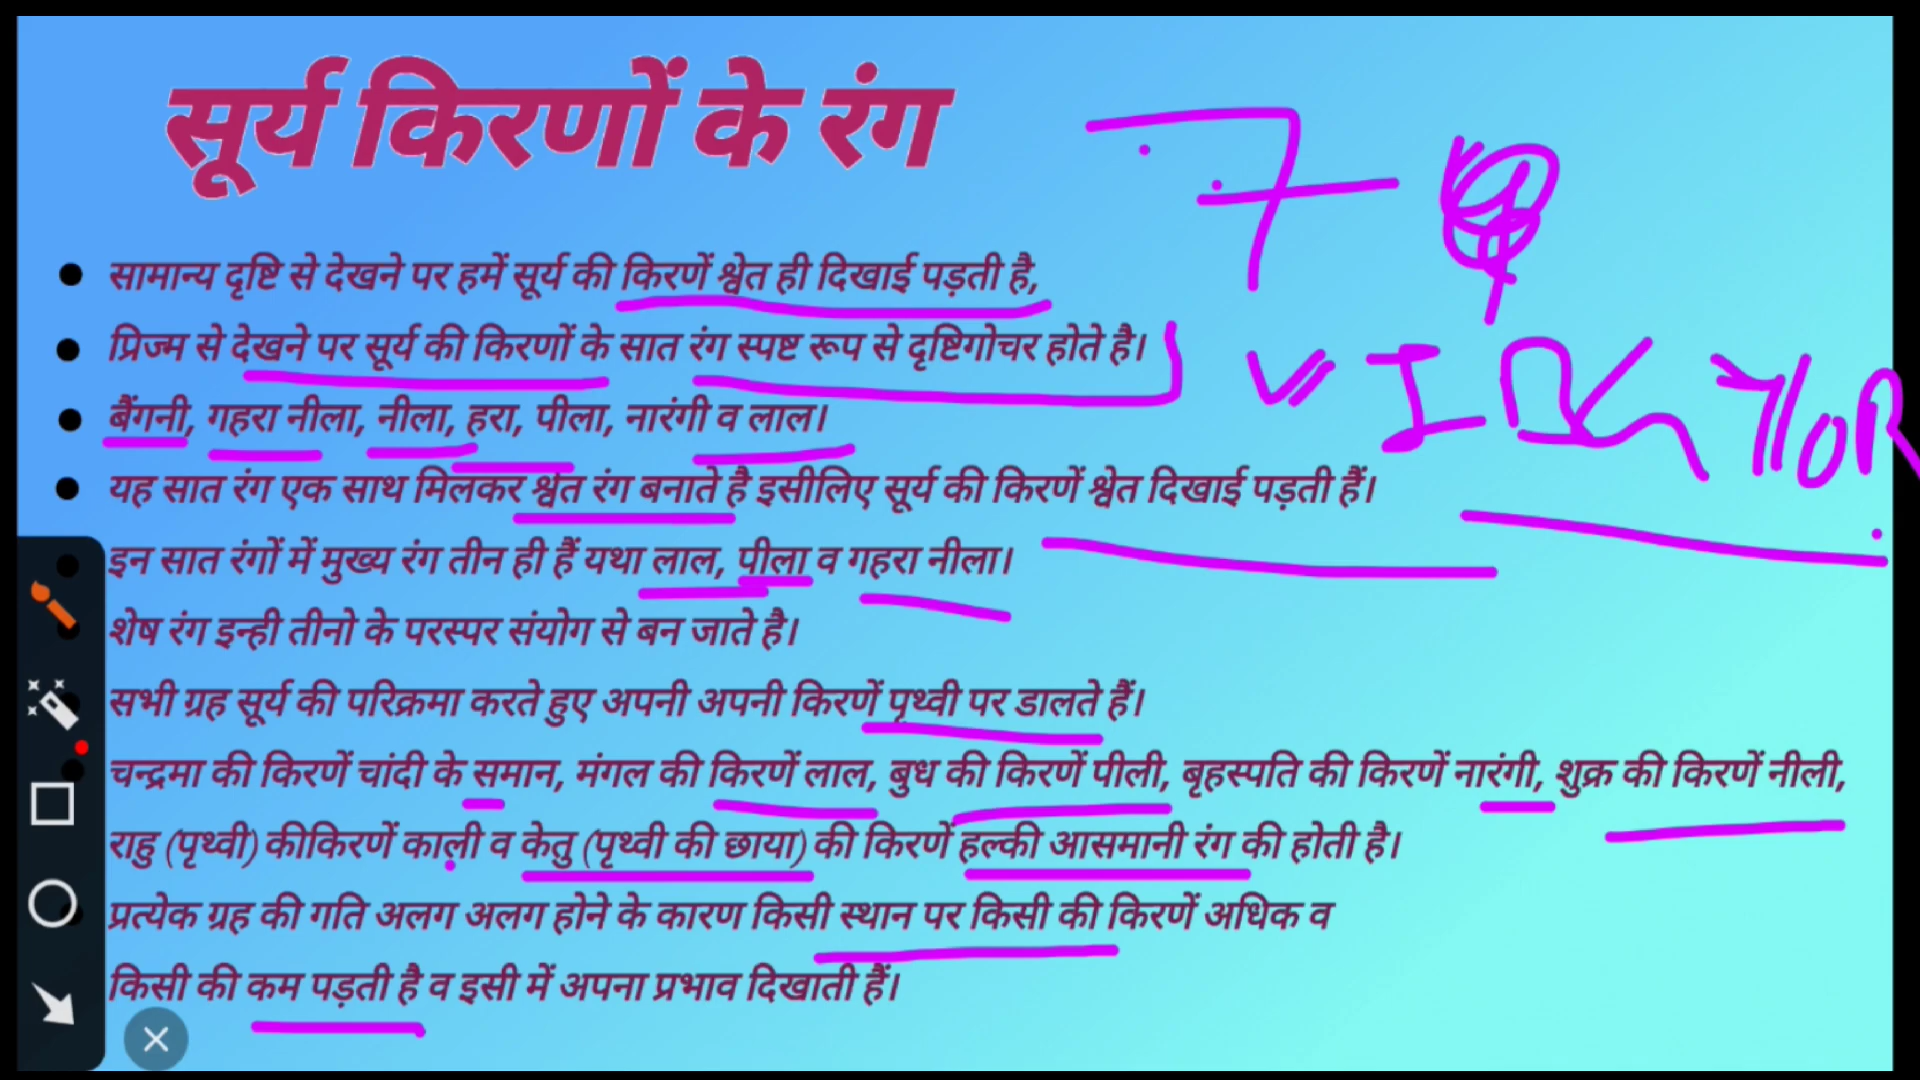 सूर्य किरणों के रंग
7
सामान्य दृष्टि से देखने पर हमें सूर्य की किरणें श्वेत ही दिखाई पड़ती है,
प्रिज्म से देखने पर सूर्य की किरणों के सात रंग स्पष्ट रूप से दृष्टिगोचर होते है।
V I B G Y O R
बैंगनी, गहरा नीला, नीला, हरा, पीला, नारंगी व लाल।
यह सात रंग एक साथ मिलकर श्वेत रंग बनाते है इसीलिए सूर्य की किरणें श्वेत दिखाई पड़ती हैं।
इन सात रंगों में मुख्य रंग तीन ही हैं यथा लाल, पीला व गहरा नीला।
शेष रंग इन्ही तीनो के परस्पर संयोग से बन जाते है।
सभी ग्रह सूर्य की परिक्रमा करते हुए अपनी अपनी किरणें पृथ्वी पर डालते हैं।
चन्द्रमा की किरणें चांदी के समान, मंगल की किरणें लाल, बुध की किरणें पीली, बृहस्पति की किरणें नारंगी, शुक्र की किरणें नीली,
राहु (पृथ्वी) कीकिरणें काली व केतु (पृथ्वी की छाया) की किरणें हल्की आसमानी रंग की होती है।
प्रत्येक ग्रह की गति अलग अलग होने के कारण किसी स्थान पर किसी की किरणें अधिक व
किसी की कम पड़ती है व इसी में अपना प्रभाव दिखाती हैं।